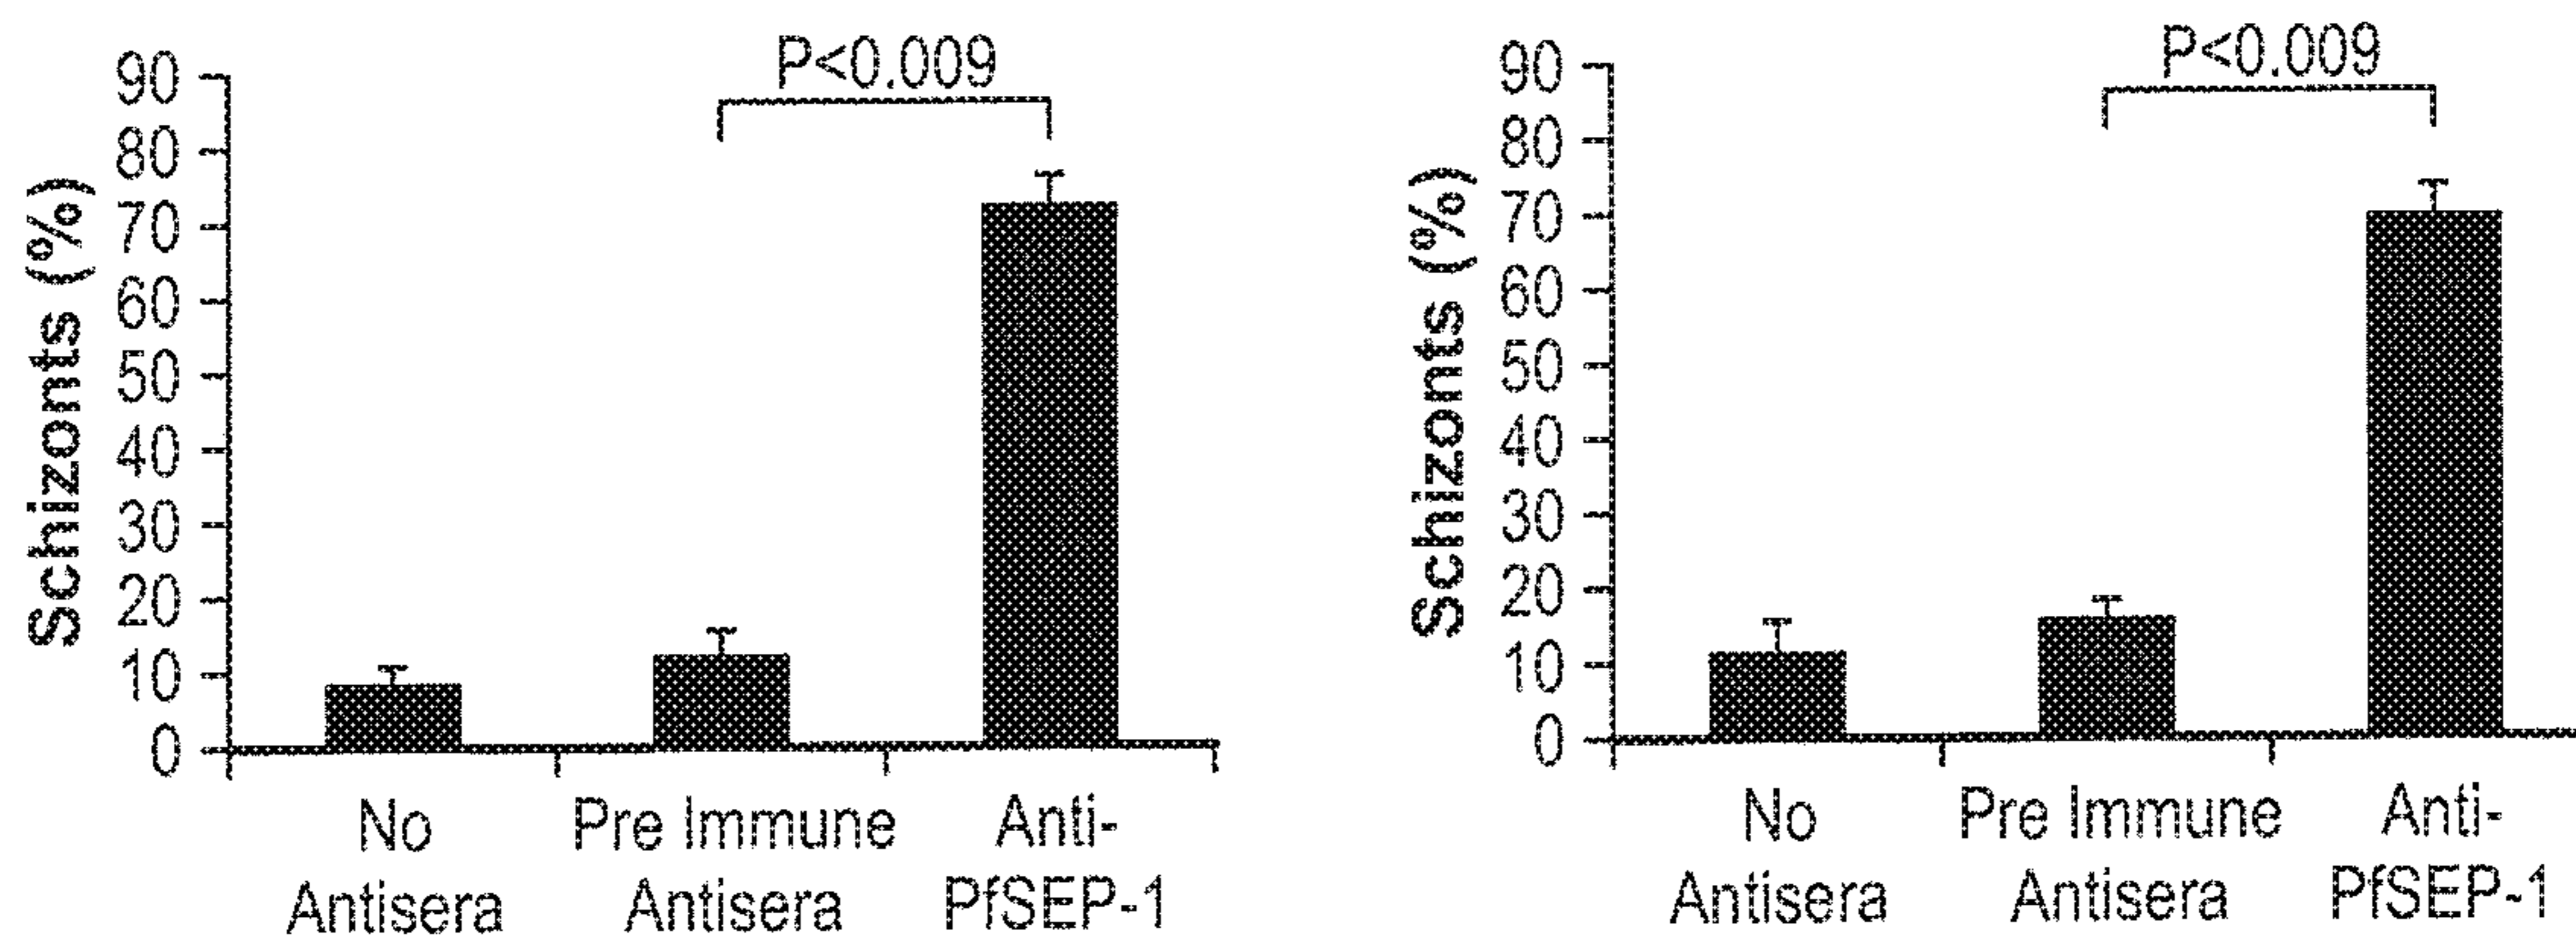 P<0.009
90
80
70
60
50
40
30
20
10
0
Schizonts (%)
No
Antisera
Pre Immune
Antisera
Anti-
PfSEP-1
P<0.009
90
80
70
60
50
40
30
20
10
0
Schizonts (%)
No
Antisera
Pre Immune
Antisera
Anti-
PfSEP-1